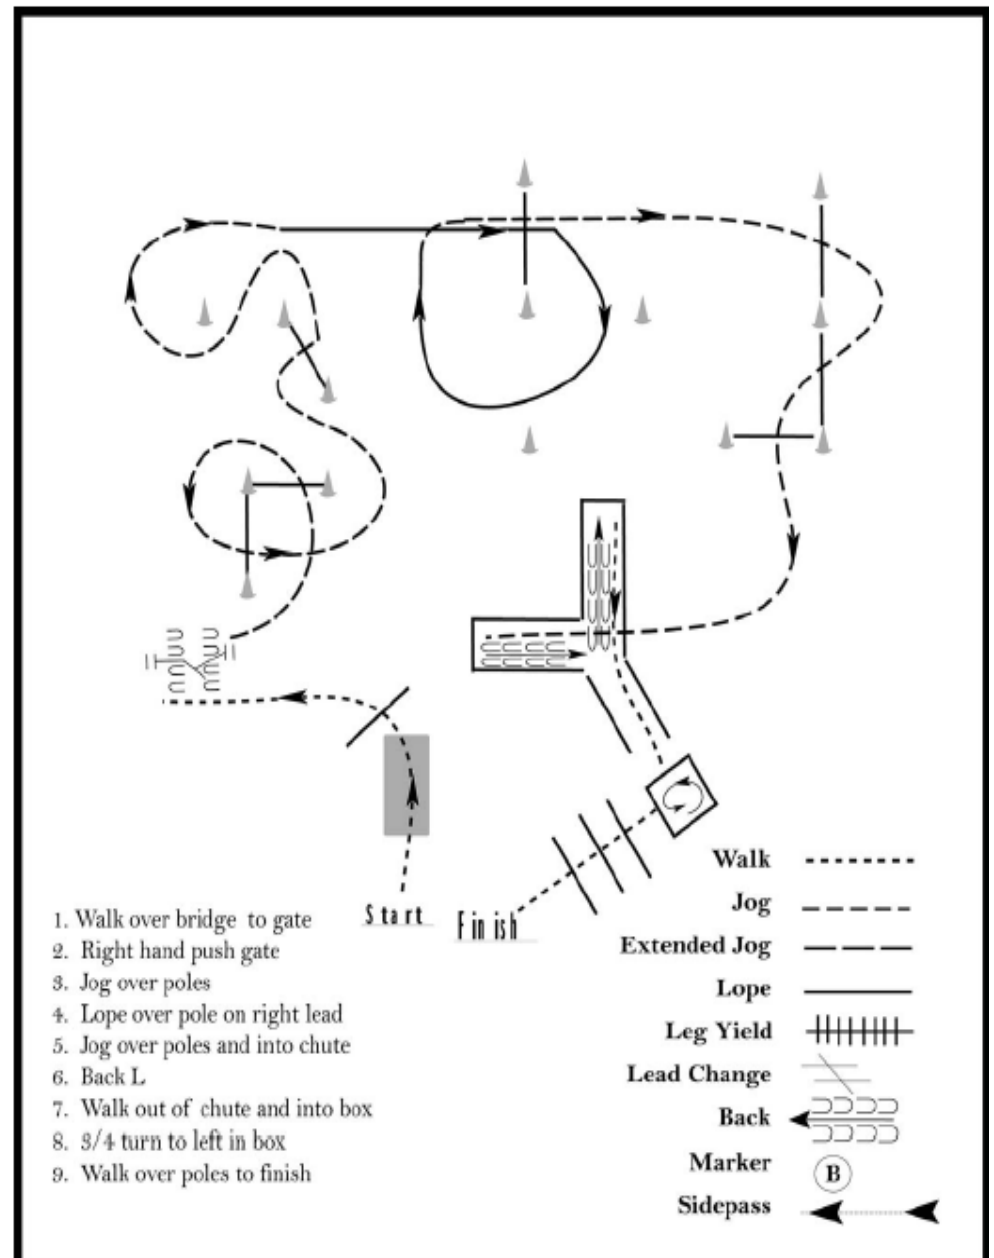 Start
Finish
1. Walk over bridge to gate
2. Right hand push gate
3. Jog over poles
4. Lope over pole on right lead
5. Jog over poles and into chute
6. Back L
7. Walk out of chute and into box
8. 3/4 turn to left in box
9. Walk over poles to finish
Walk
Jog
Extended Jog
Lope
Leg Yield
Lead Change
Back
Marker
B
Sidepass